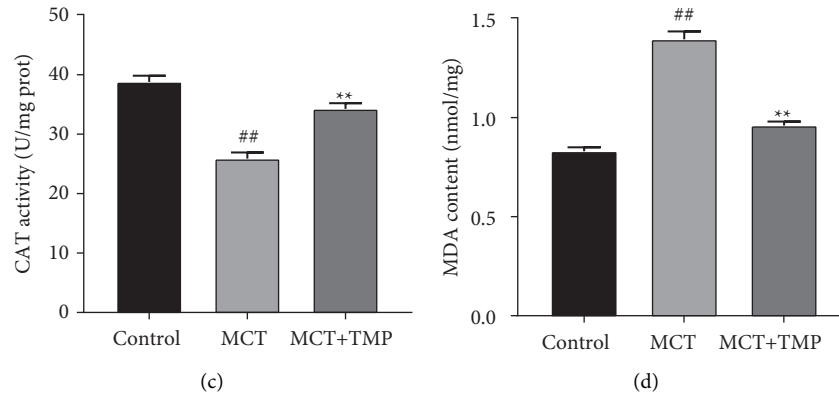 CAT activity (U/mg prot)
50
40
30
20
10
0
##
**
Control
MCT
MCT+TMP
(c)
MDA content (nmol/mg)
1.5
1.0
0.5
0.0
##
**
Control
MCT
MCT+TMP
(d)